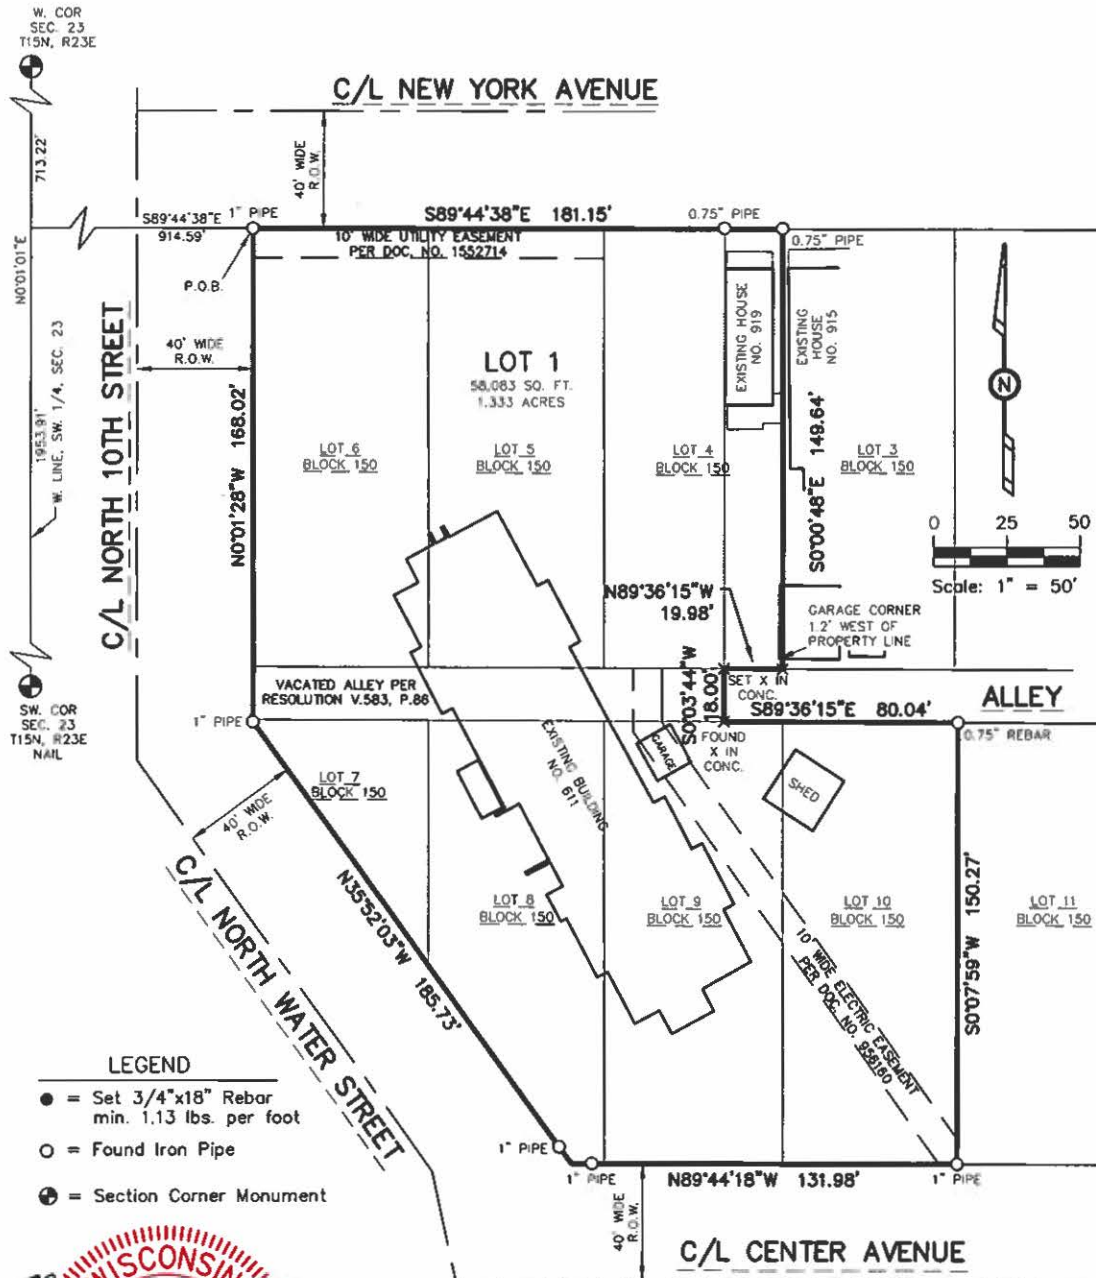 W. COR
SEC. 23
T15N, R23E
C/L NEW YORK AVENUE
713.22'
40' WIDE
R.O.W.
S89°44'38"E
914.59'
1" PIPE
S89°44'38"E 181.15'
0.75" PIPE
0.75" PIPE
10' WIDE UTILITY EASEMENT
PER DOC. NO. 1552714
P.O.B.
N0°01'01"E
40' WIDE
R.O.W.
LOT 1
58,083 SQ. FT.
1.333 ACRES
EXISTING HOUSE
NO. 919
EXISTING
HOUSE
NO. 915
N
C/L NORTH 10TH STREET
1953.91'
W. LINE, SW. 1/4, SEC. 23
N0°01'28"W 168.02'
LOT 6
BLOCK 150
LOT 5
BLOCK 150
LOT 4
BLOCK 150
LOT 3
BLOCK 150
S0°00'48"E 149.64'
0 25 50
Scale: 1" = 50'
N89°36'15"W
19.98'
GARAGE CORNER
1.2' WEST OF
PROPERTY LINE
SW. COR
SEC. 23
T15N, R23E
NAIL
VACATED ALLEY PER
RESOLUTION V.583, P.86
S0°03'44"W
18.00'
SET X IN
CONC.
S89°36'15"E 80.04'
ALLEY
1" PIPE
0.75" REBAR
FOUND
X IN
CONC.
GARAGE
SHED
EXISTING BUILDING
NO. 611
LOT 7
BLOCK 150
40' WIDE
R.O.W.
C/L NORTH WATER STREET
N35°52'03"W 185.73'
LOT 8
BLOCK 150
LOT 9
BLOCK 150
LOT 10
BLOCK 150
LOT 11
BLOCK 150
10' WIDE ELECTRIC EASEMENT
PER DOC. NO. 956160
S0°07'59"W 150.27'
LEGEND
= Set 3/4"x18" Rebar
min. 1.13 lbs. per foot
= Found Iron Pipe
= Section Corner Monument
1" PIPE
1" PIPE
N89°44'18"W 131.98'
1" PIPE
40' WIDE
R.O.W.
C/L CENTER AVENUE
WISCONSIN